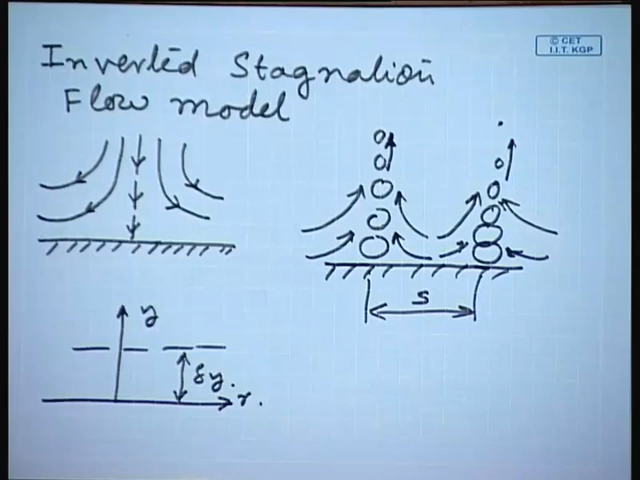 © CET
I.I.T. KGP
Inverted Stagnation
Flow model
S
y
δy.
r.